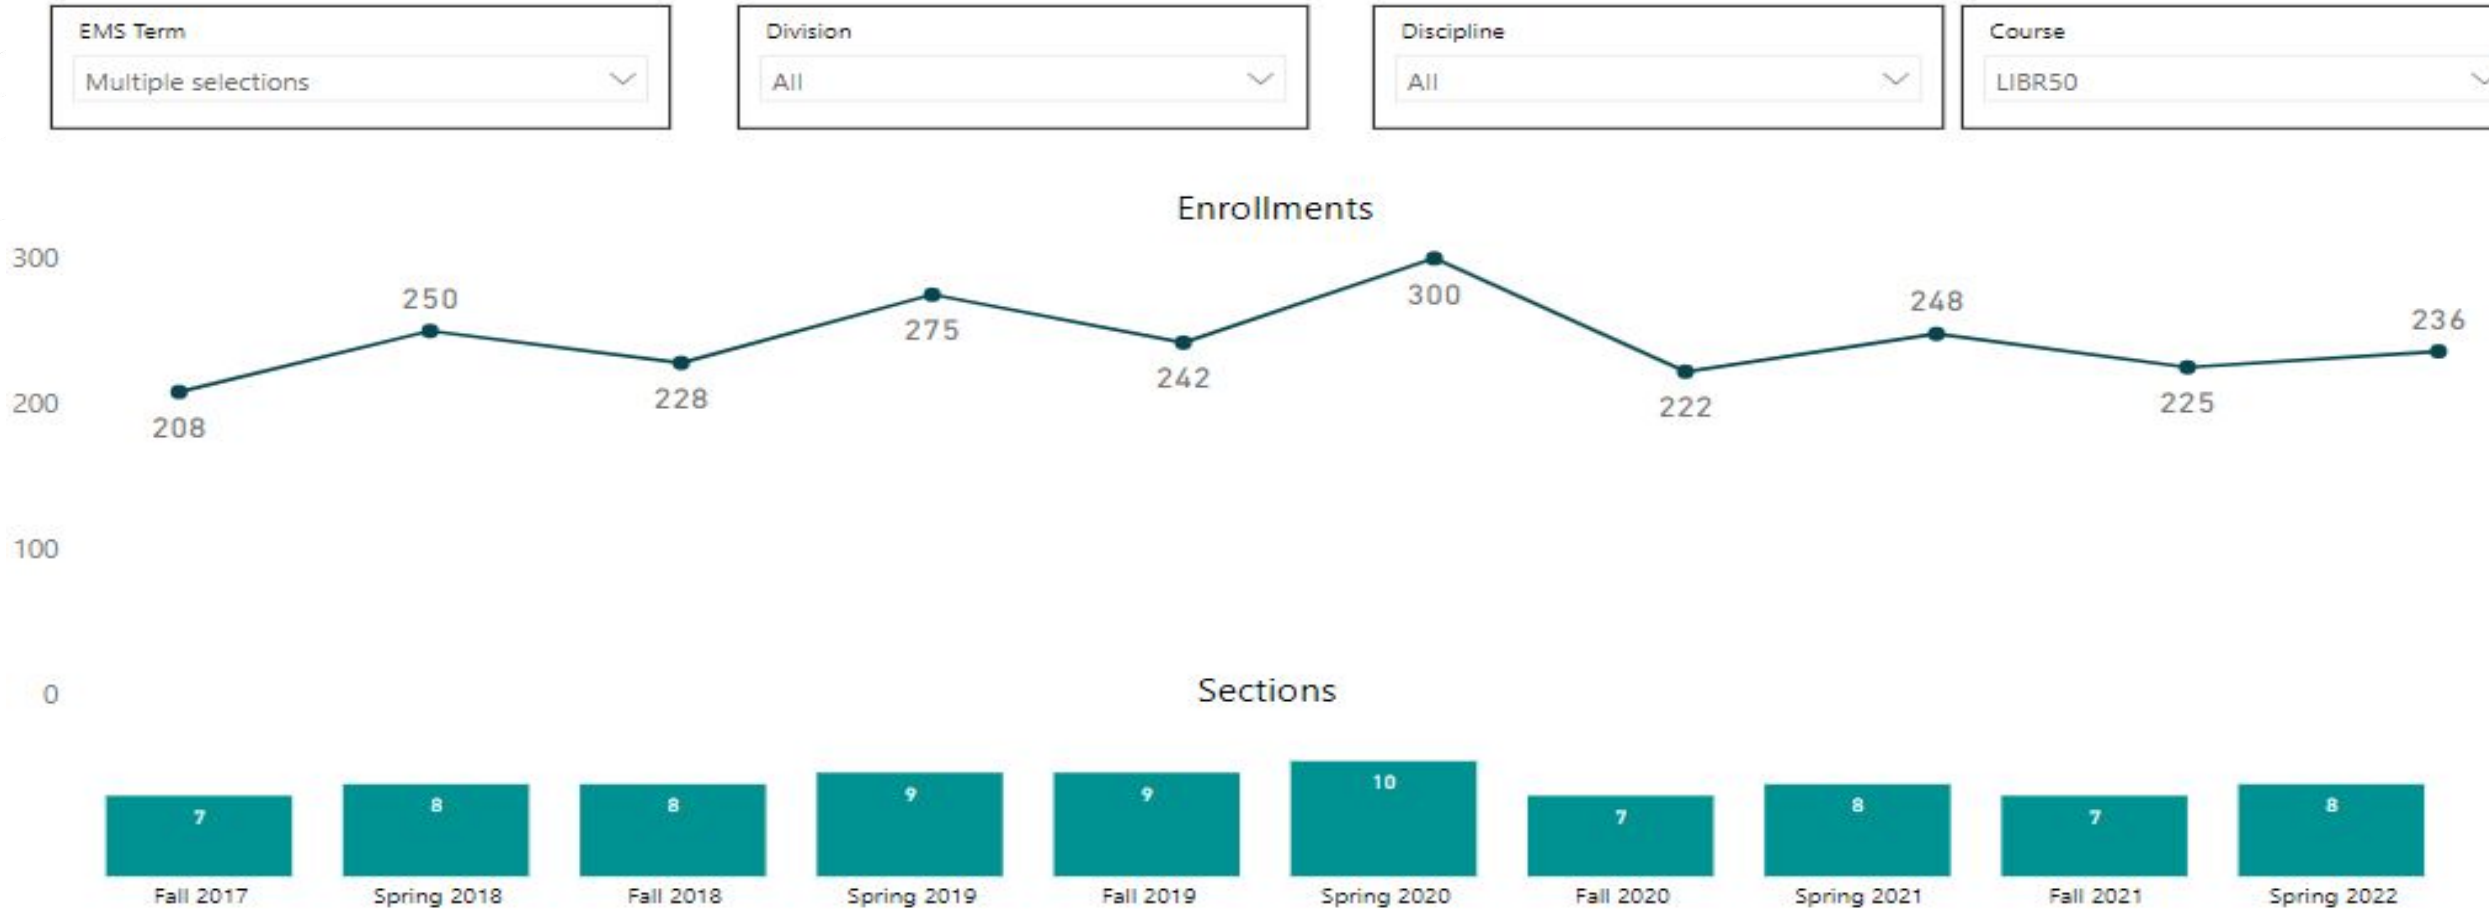 EMS Term
Multiple selections
Division
All
Discipline
All
Course
LIBR50
Enrollments
300
200
100
0
208
250
228
275
242
300
222
248
225
236
Sections
7
8
8
9
9
10
7
8
7
8
Fall 2017
Spring 2018
Fall 2018
Spring 2019
Fall 2019
Spring 2020
Fall 2020
Spring 2021
Fall 2021
Spring 2022